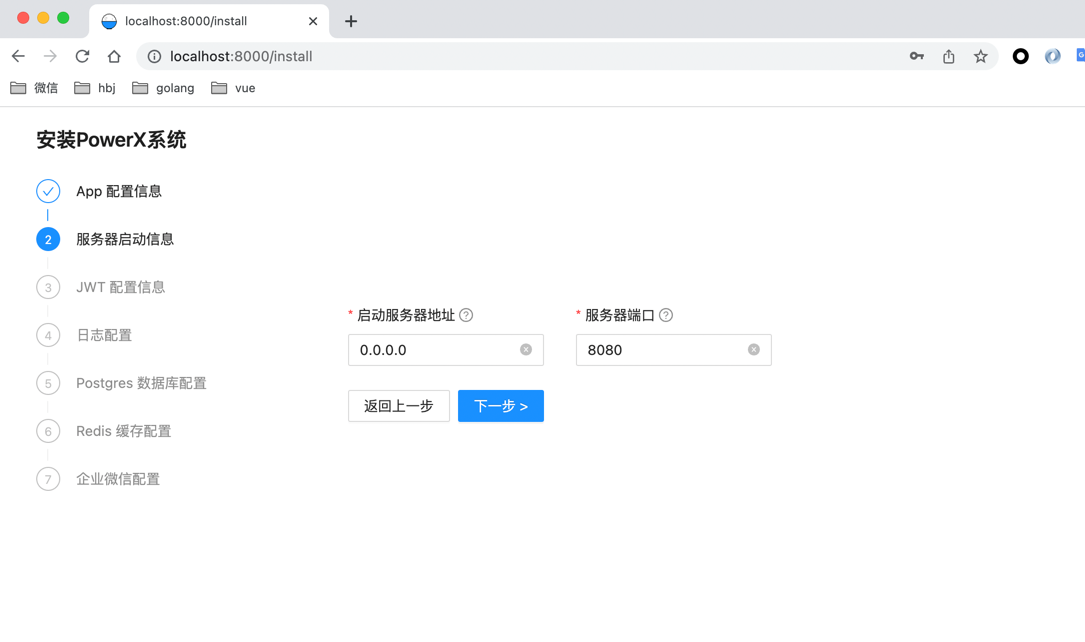 localhost:8000/install
localhost:8000/install
微信 hbj golang vue
安装PowerX系统
App 配置信息
2 服务器启动信息
3 JWT 配置信息
4 日志配置
5 Postgres 数据库配置
6 Redis 缓存配置
7 企业微信配置
* 启动服务器地址 ? * 服务器端口 ?
0.0.0.0 8080
返回上一步 下一步 >